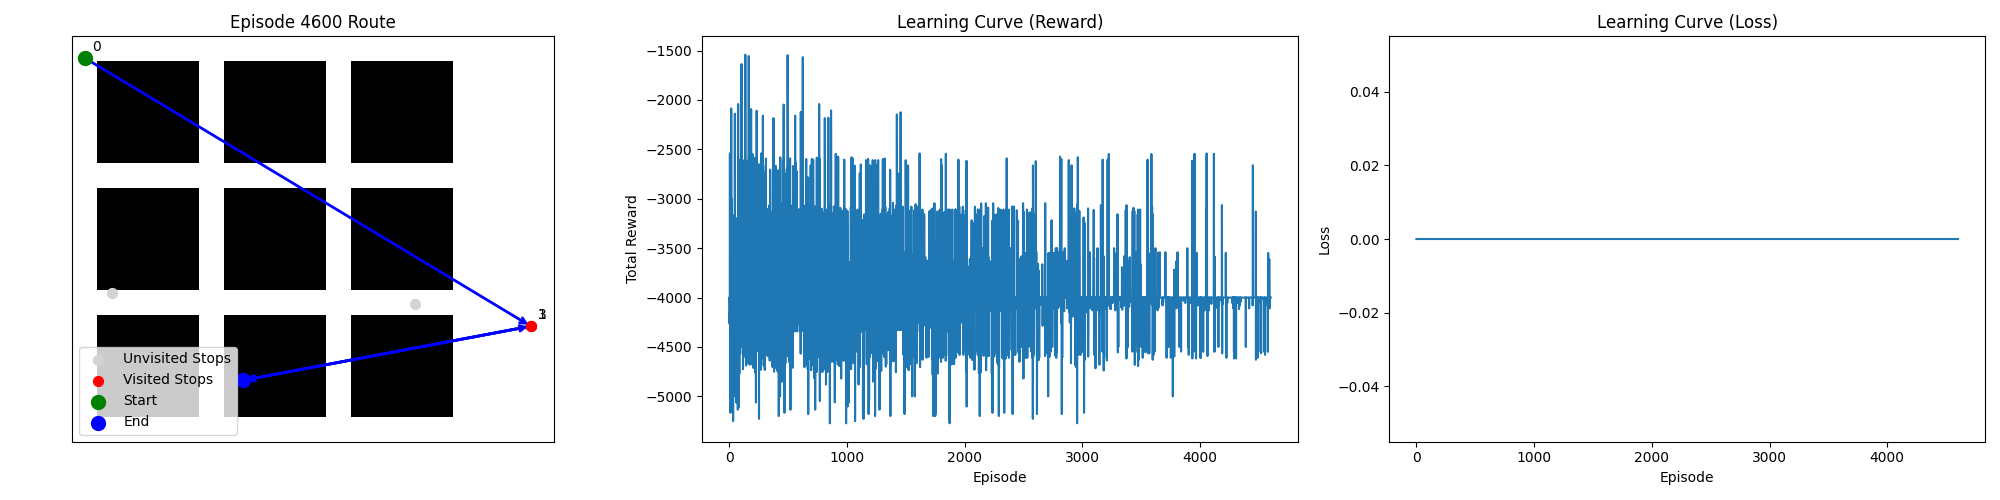 Episode 4600 Route
0
Unvisited Stops
Visited Stops
Start
End
Learning Curve (Reward)
Total Reward
−1500
−2000
−2500
−3000
−3500
−4000
−4500
−5000
0 1000 2000 3000 4000
Episode
Learning Curve (Loss)
Loss
0.04
0.02
0.00
−0.02
−0.04
0 1000 2000 3000 4000
Episode